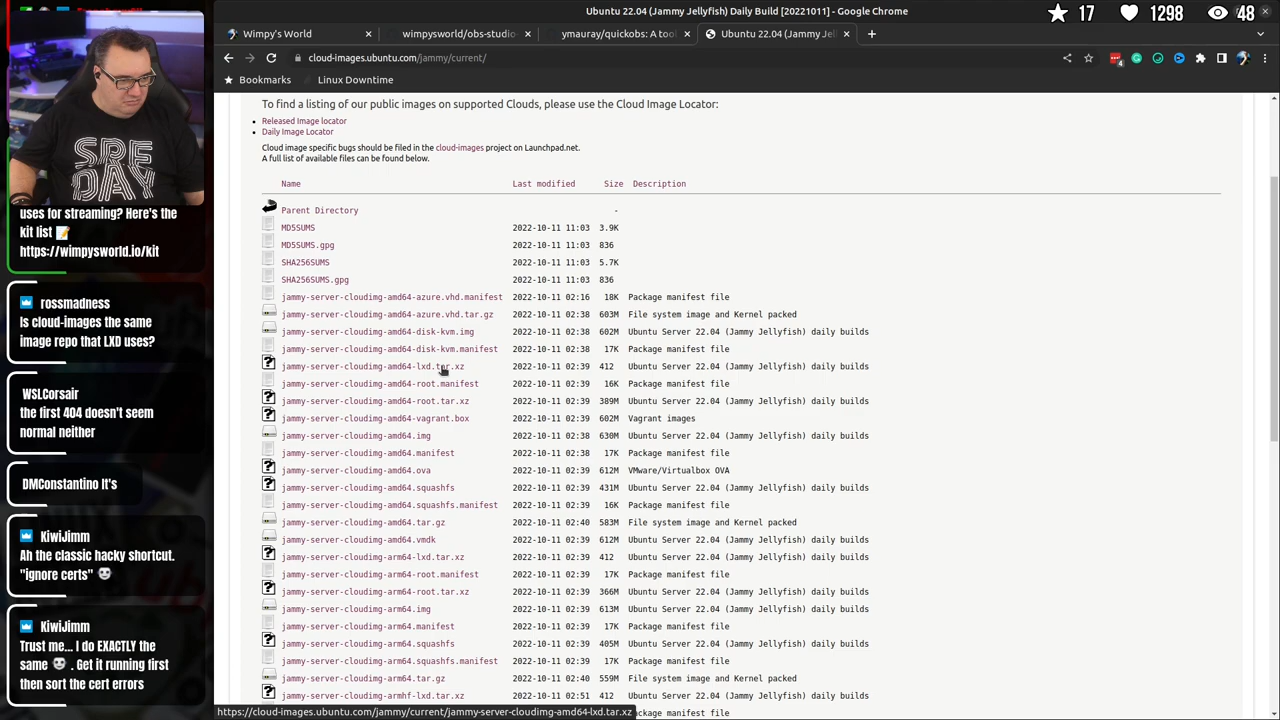 Ubuntu 22.04 (Jammy Jellyfish) Daily Build [20221011] - Google Chrome
17
1298
48
Wimpy's World
wimpysworld/obs-studio-
ymauray/quickobs: A tool
Ubuntu 22.04 (Jammy Jell
cloud-images.ubuntu.com/jammy/current/
Bookmarks
Linux Downtime
SRE
DAY
uses for streaming? Here's the
kit list 📝
https://wimpysworld.io/kit
rossmadness
Is cloud-images the same
image repo that LXD uses?
WSLCorsair
the first 404 doesn't seem
normal neither
DMConstantino It's
KiwiJimm
Ah the classic hacky shortcut.
"ignore certs"
KiwiJimm
Trust me... I do EXACTLY the
same . Get it running first
then sort the cert errors
To find a listing of our public images on supported Clouds, please use the Cloud Image Locator:
Released Image locator
Daily Image Locator
Cloud image specific bugs should be filed in the cloud-images project on Launchpad.net.
A full list of available files can be found below.
Name Last modified Size Description
Parent Directory -
MD5SUMS 2022-10-11 11:03 3.9K
MD5SUMS.gpg 2022-10-11 11:03 836
SHA256SUMS 2022-10-11 11:03 5.7K
SHA256SUMS.gpg 2022-10-11 11:03 836
jammy-server-cloudimg-amd64-azure.vhd.manifest 2022-10-11 02:16 18K Package manifest file
jammy-server-cloudimg-amd64-azure.vhd.tar.gz 2022-10-11 02:38 603M File system image and Kernel packed
jammy-server-cloudimg-amd64-disk-kvm.img 2022-10-11 02:38 602M Ubuntu Server 22.04 (Jammy Jellyfish) daily builds
jammy-server-cloudimg-amd64-disk-kvm.manifest 2022-10-11 02:38 17K Package manifest file
jammy-server-cloudimg-amd64-lxd.tar.xz 2022-10-11 02:39 412 Ubuntu Server 22.04 (Jammy Jellyfish) daily builds
jammy-server-cloudimg-amd64-root.manifest 2022-10-11 02:39 16K Package manifest file
jammy-server-cloudimg-amd64-root.tar.xz 2022-10-11 02:39 389M Ubuntu Server 22.04 (Jammy Jellyfish) daily builds
jammy-server-cloudimg-amd64-vagrant.box 2022-10-11 02:39 602M Vagrant images
jammy-server-cloudimg-amd64.img 2022-10-11 02:38 630M Ubuntu Server 22.04 (Jammy Jellyfish) daily builds
jammy-server-cloudimg-amd64.manifest 2022-10-11 02:38 17K Package manifest file
jammy-server-cloudimg-amd64.ova 2022-10-11 02:39 612M VMware/Virtualbox OVA
jammy-server-cloudimg-amd64.squashfs 2022-10-11 02:39 431M Ubuntu Server 22.04 (Jammy Jellyfish) daily builds
jammy-server-cloudimg-amd64.squashfs.manifest 2022-10-11 02:39 16K Package manifest file
jammy-server-cloudimg-amd64.tar.gz 2022-10-11 02:40 583M File system image and Kernel packed
jammy-server-cloudimg-amd64.vmdk 2022-10-11 02:39 612M Ubuntu Server 22.04 (Jammy Jellyfish) daily builds
jammy-server-cloudimg-arm64-lxd.tar.xz 2022-10-11 02:39 412 Ubuntu Server 22.04 (Jammy Jellyfish) daily builds
jammy-server-cloudimg-arm64-root.manifest 2022-10-11 02:39 17K Package manifest file
jammy-server-cloudimg-arm64-root.tar.xz 2022-10-11 02:39 366M Ubuntu Server 22.04 (Jammy Jellyfish) daily builds
jammy-server-cloudimg-arm64.img 2022-10-11 02:39 613M Ubuntu Server 22.04 (Jammy Jellyfish) daily builds
jammy-server-cloudimg-arm64.manifest 2022-10-11 02:39 17K Package manifest file
jammy-server-cloudimg-arm64.squashfs 2022-10-11 02:39 405M Ubuntu Server 22.04 (Jammy Jellyfish) daily builds
jammy-server-cloudimg-arm64.squashfs.manifest 2022-10-11 02:39 17K Package manifest file
jammy-server-cloudimg-arm64.tar.gz 2022-10-11 02:40 559M File system image and Kernel packed
jammy-server-cloudimg-armhf-lxd.tar.xz 2022-10-11 02:51 412 Ubuntu Server 22.04 (Jammy Jellyfish) daily builds
ckage manifest file
https://cloud-images.ubuntu.com/jammy/current/jammy-server-cloudimg-amd64-lxd.tar.xz